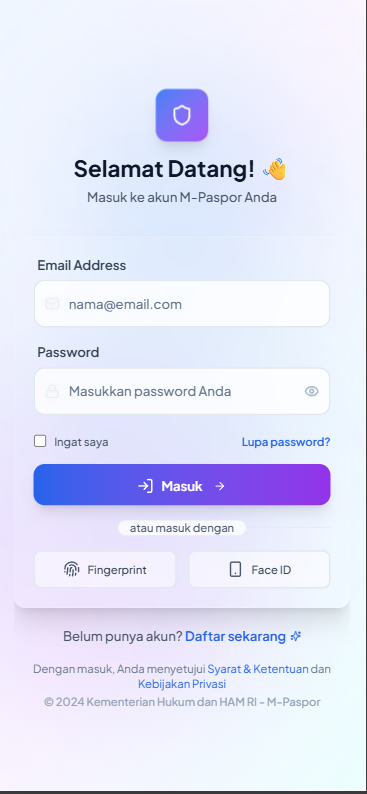 Selamat Datang! 👋
Masuk ke akun M-Paspor Anda
Email Address
nama@email.com
Password
Masukkan password Anda
Ingat saya
Lupa password?
Masuk →
atau masuk dengan
Fingerprint
Face ID
Belum punya akun? Daftar sekarang
Dengan masuk, Anda menyetujui Syarat & Ketentuan dan
Kebijakan Privasi
© 2024 Kementerian Hukum dan HAM RI - M-Paspor